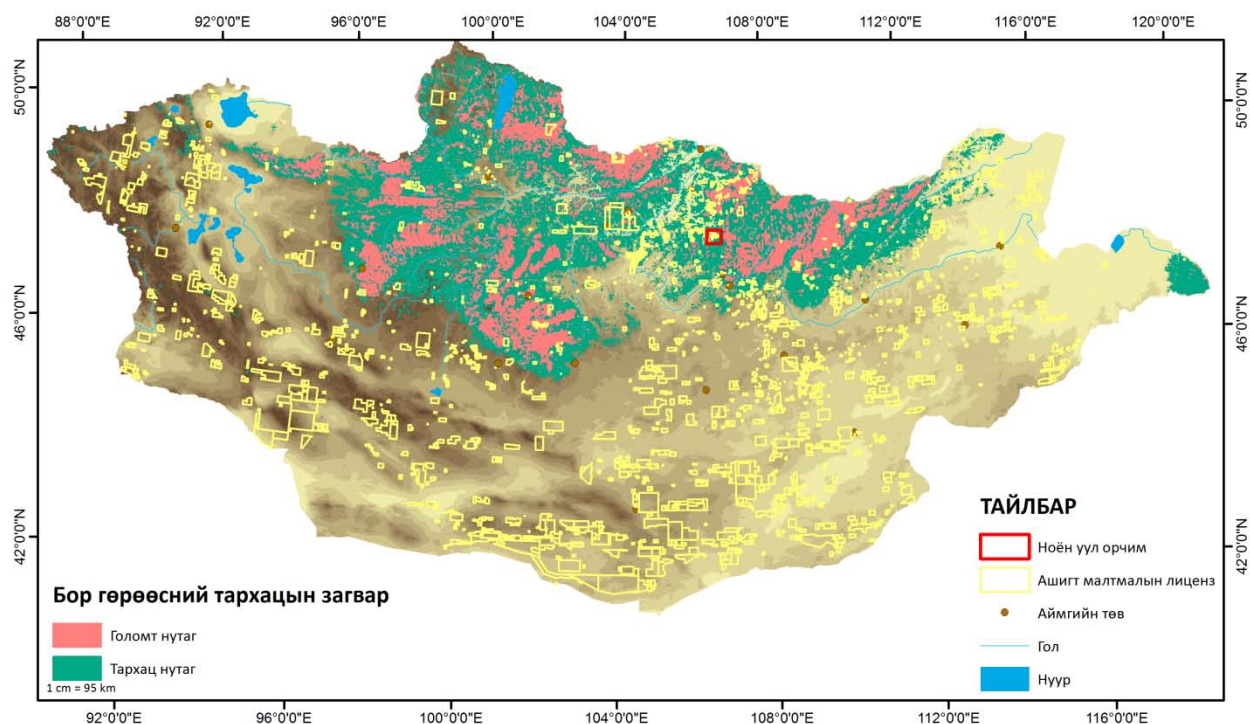 88°0'0"E 92°0'0"E 96°0'0"E 100°0'0"E 104°0'0"E 108°0'0"E 112°0'0"E 116°0'0"E 120°0'0"E
50°0'0"N
50°0'0"N
46°0'0"N
46°0'0"N
42°0'0"N
42°0'0"N
ТАЙЛБАР
Ноён уул орчим
Ашигт малтмалын лиценз
Аймгийн төв
Гол
Нуур
Бор гөрөөсний тархацын загвар
Голомт нутаг
Тархац нутаг
1 cm = 95 km
92°0'0"E 96°0'0"E 100°0'0"E 104°0'0"E 108°0'0"E 112°0'0"E 116°0'0"E